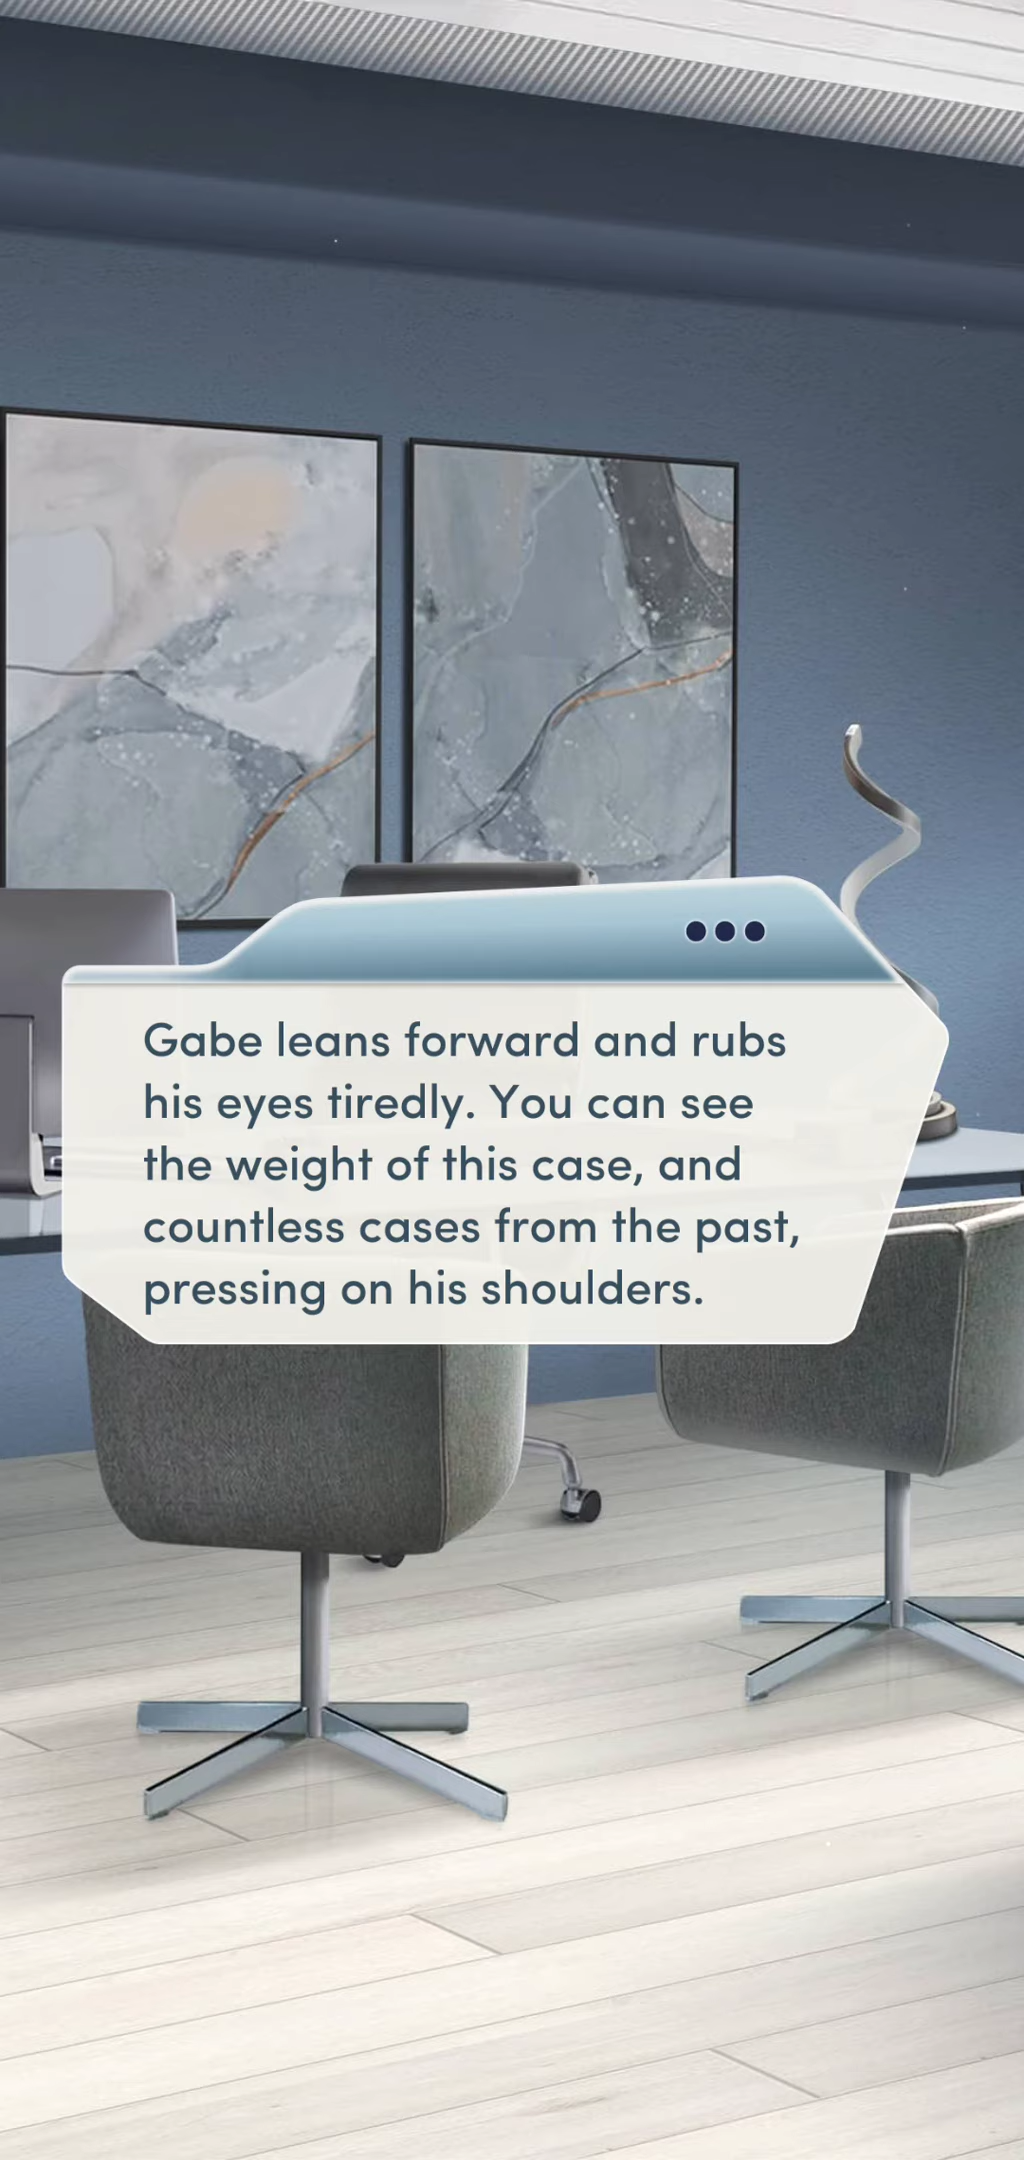 Gabe leans forward and rubs
his eyes tiredly. You can see
the weight of this case, and
countless cases from the past,
pressing on his shoulders.